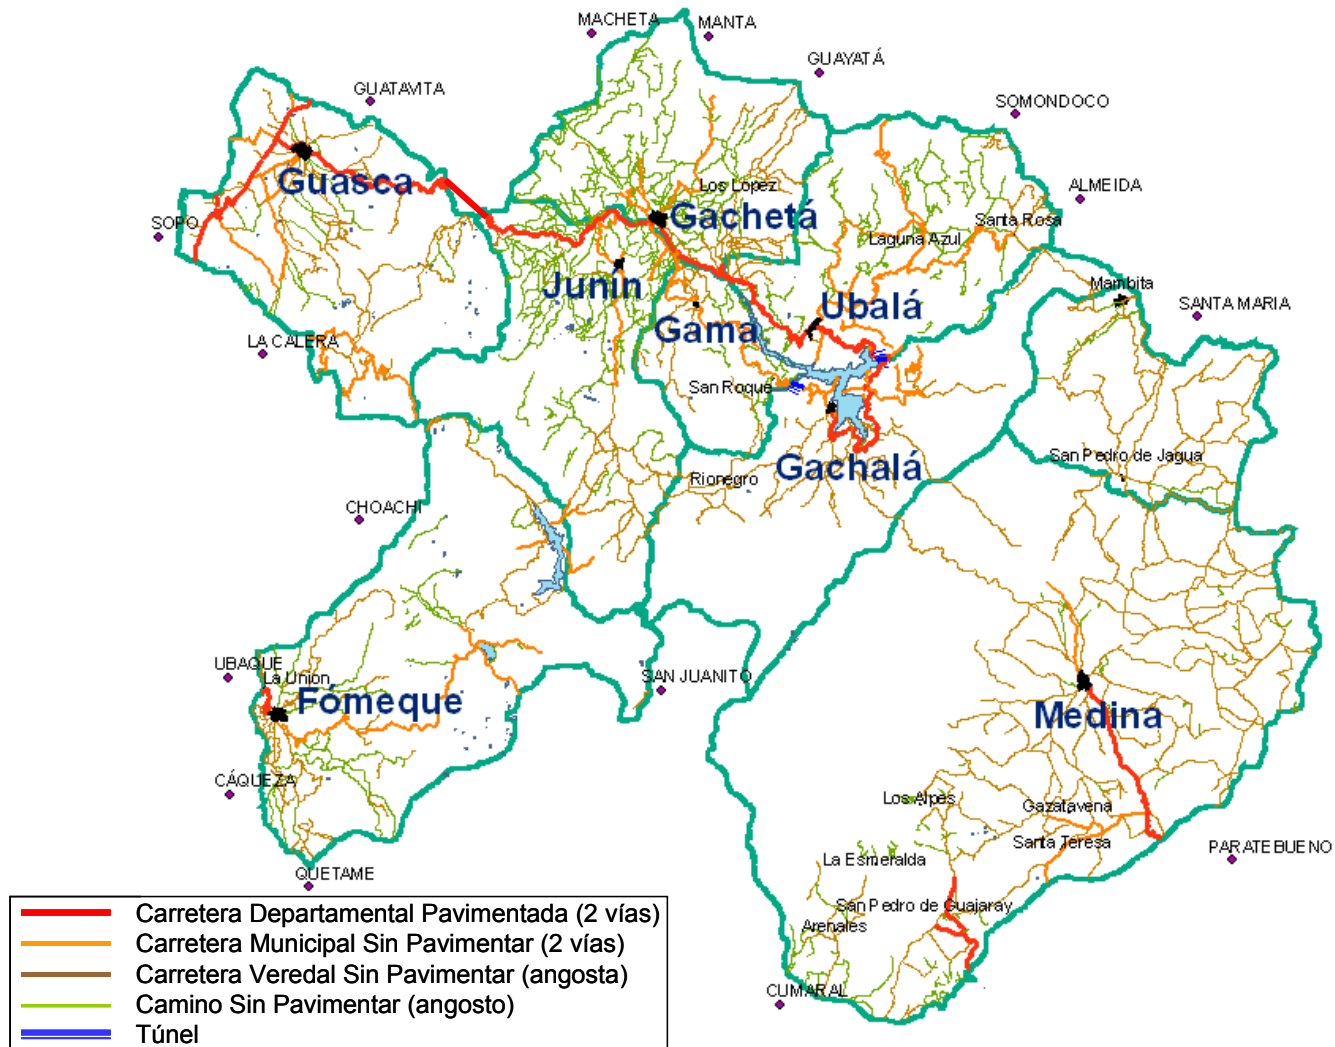 MACHETA
MANTA
GUAYATÁ
GUATAVITA
SOMONDOCO
Guasca
Los Lopez
ALMEIDA
SOPO
Gachetá
Santa Rosa
Laguna Azul
Junín
Mambita
SANTA MARIA
Ubalá
Gama
LA CALERA
San Roque
San Pedro de Jagua
Gachalá
Rionegro
CHOACHI
UBAQUE
La Union
SAN JUANITO
Fómeque
Medina
CÁQUEZA
Los Alpes
Gazatavena
Santa Teresa
PARATEBUENO
La Esmeralda
QUETAME
San Pedro de Guajaray
Arenales
CUMARAL
Carretera Departamental Pavimentada (2 vías)
Carretera Municipal Sin Pavimentar (2 vías)
Carretera Veredal Sin Pavimentar (angosta)
Camino Sin Pavimentar (angosto)
Túnel